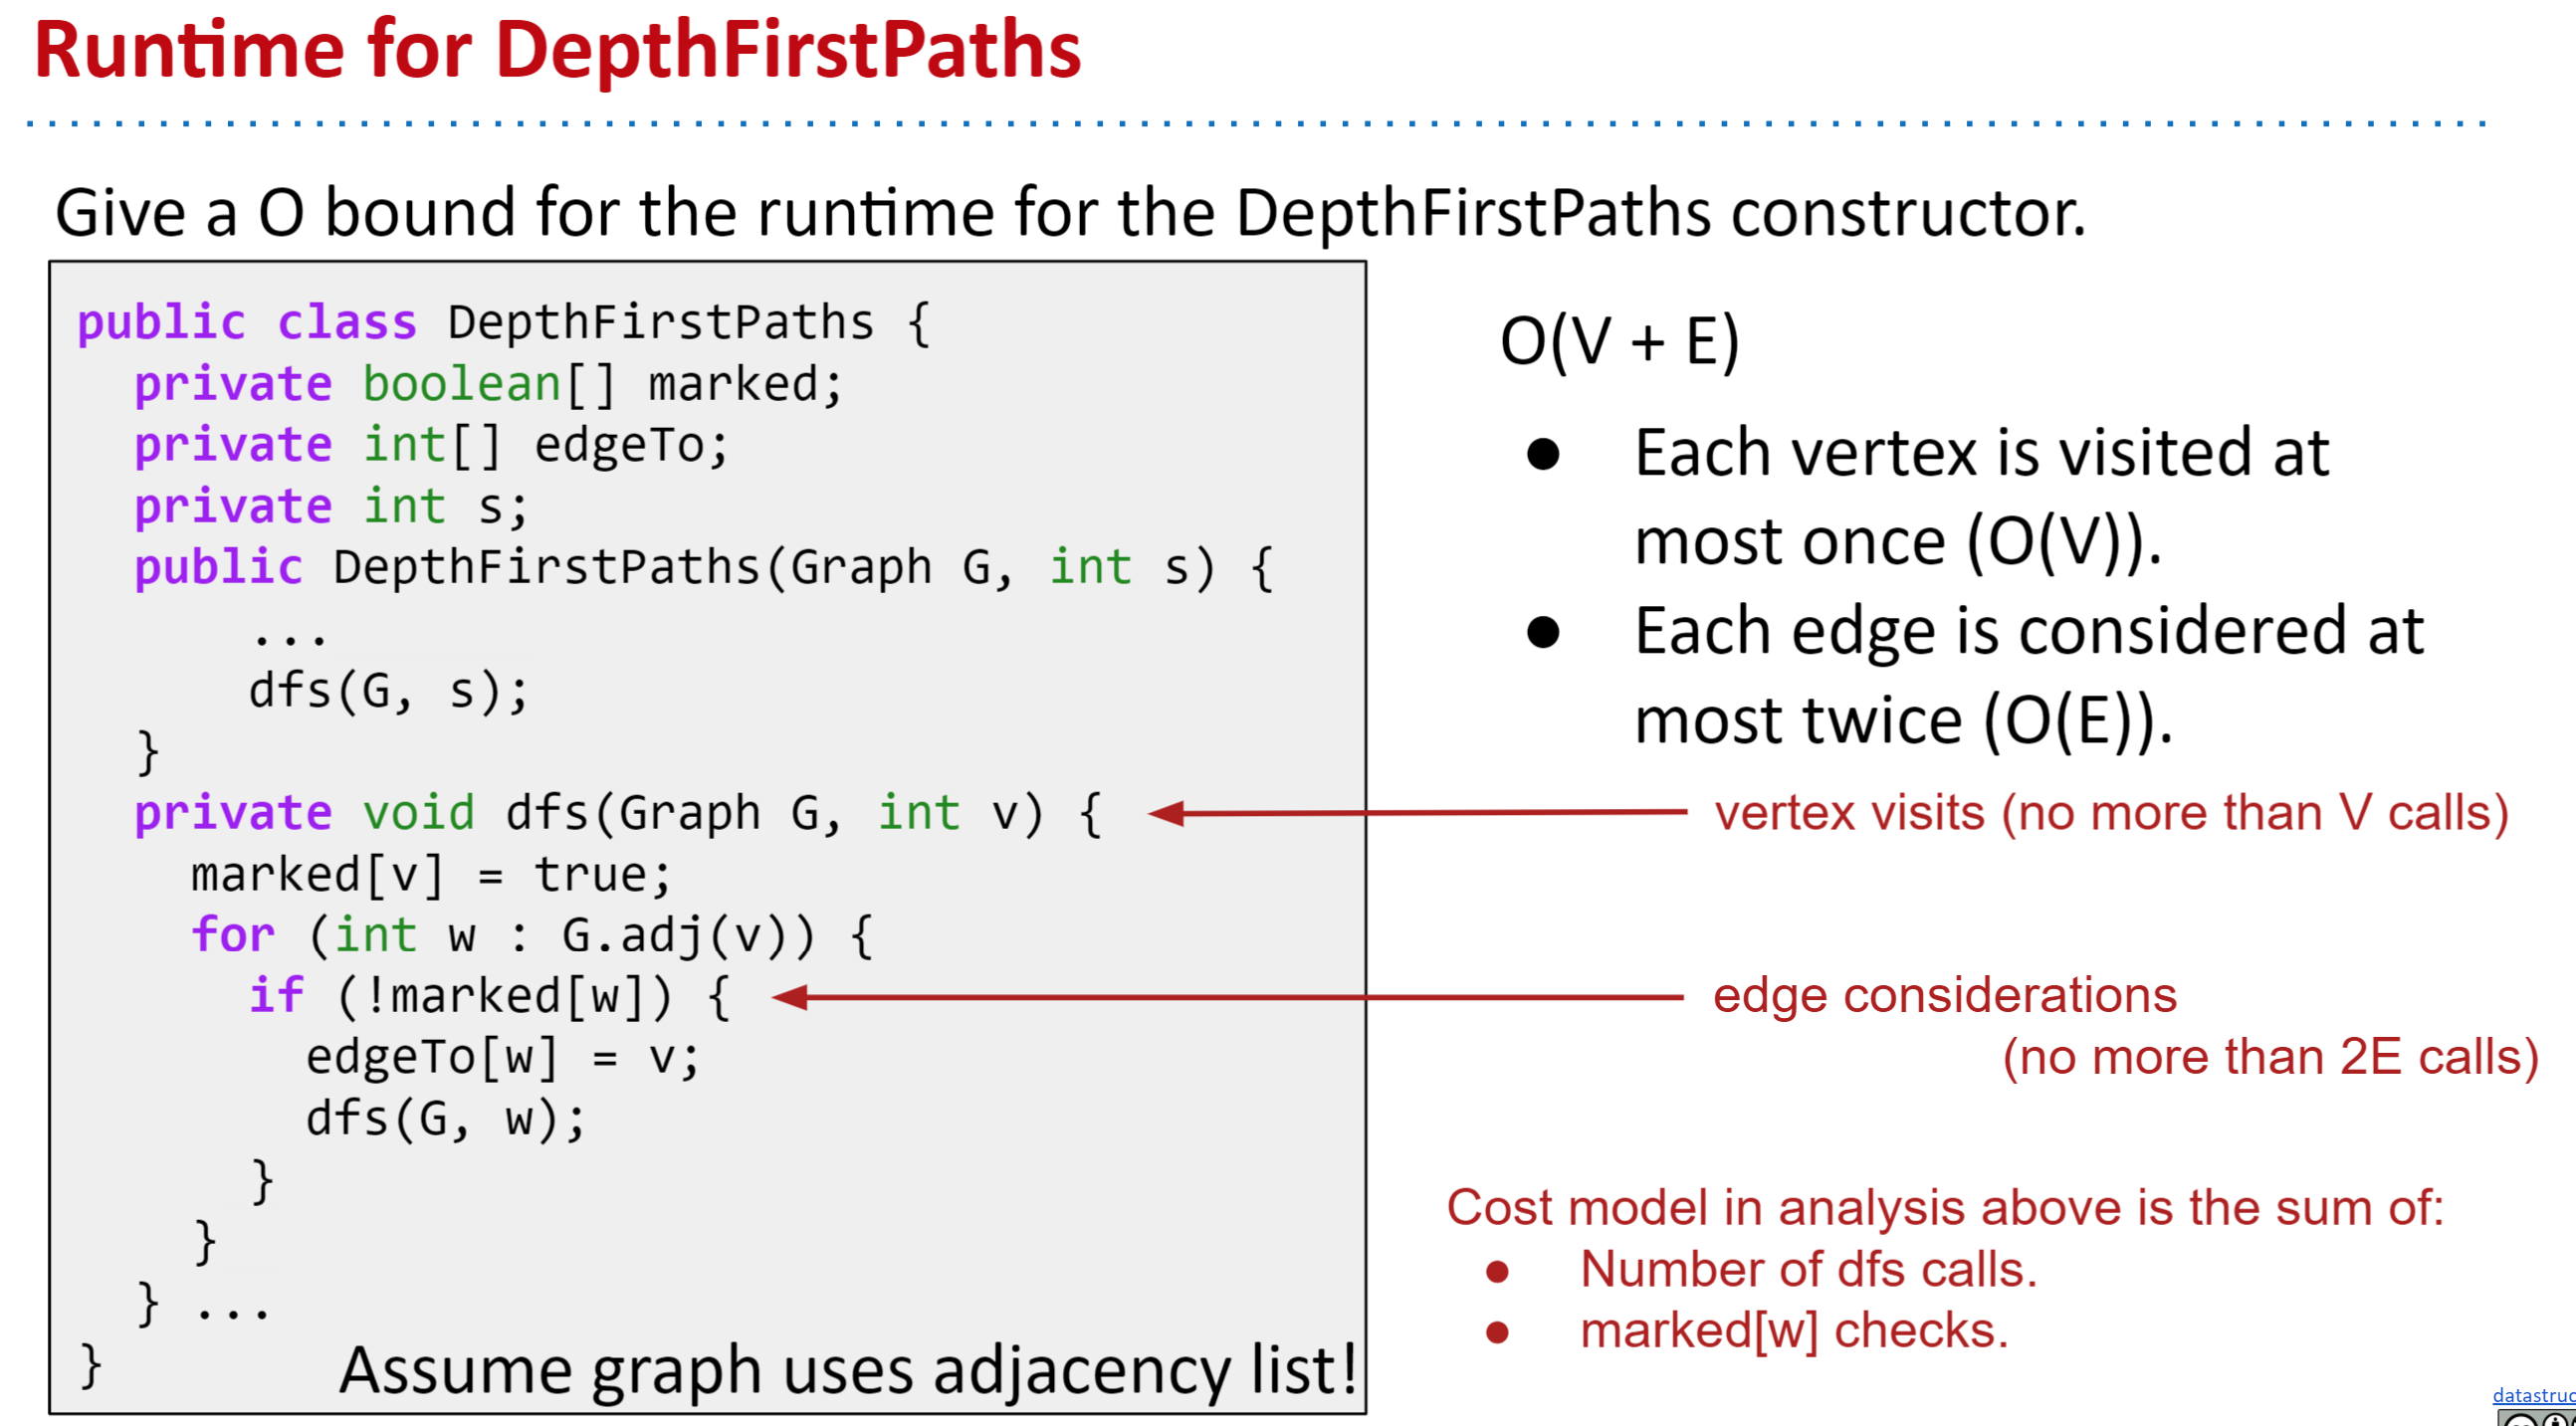 Runtime for DepthFirstPaths
Give a O bound for the runtime for the DepthFirstPaths constructor.
public class DepthFirstPaths {
private boolean[] marked;
private int[] edgeTo;
private int s;
public DepthFirstPaths(Graph G, int s) {
...
dfs(G, s);
}
private void dfs(Graph G, int v) {
marked[v] = true;
for (int w : G.adj(v)) {
if (!marked[w]) {
edgeTo[w] = v;
dfs(G, w);
}
}
} ...
}
Assume graph uses adjacency list!
O(V + E)
● Each vertex is visited at
most once (O(V)).
● Each edge is considered at
most twice (O(E)).
vertex visits (no more than V calls)
edge considerations
(no more than 2E calls)
Cost model in analysis above is the sum of:
● Number of dfs calls.
● marked[w] checks.
datastruc